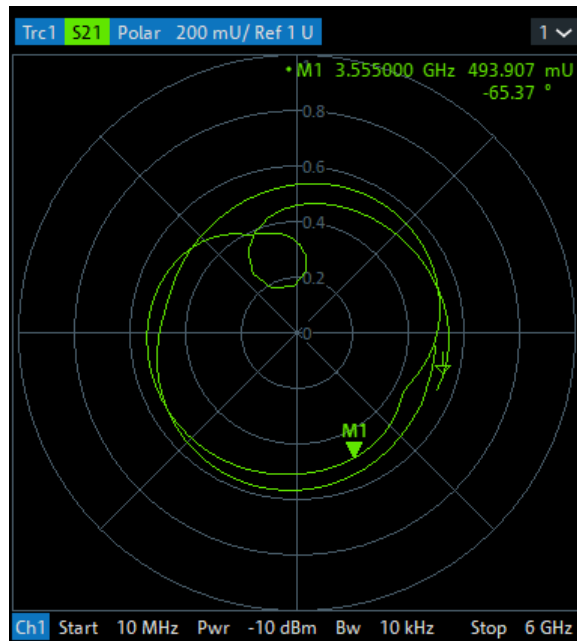 Trc1 S21 Polar 200 mU/ Ref 1 U 1
1
•M1 3.555000 GHz 493.907 mU
-65.37 °
0.8
0.6
0.4
0.2
0
M1
Ch1 Start 10 MHz Pwr -10 dBm Bw 10 kHz Stop 6 GHz